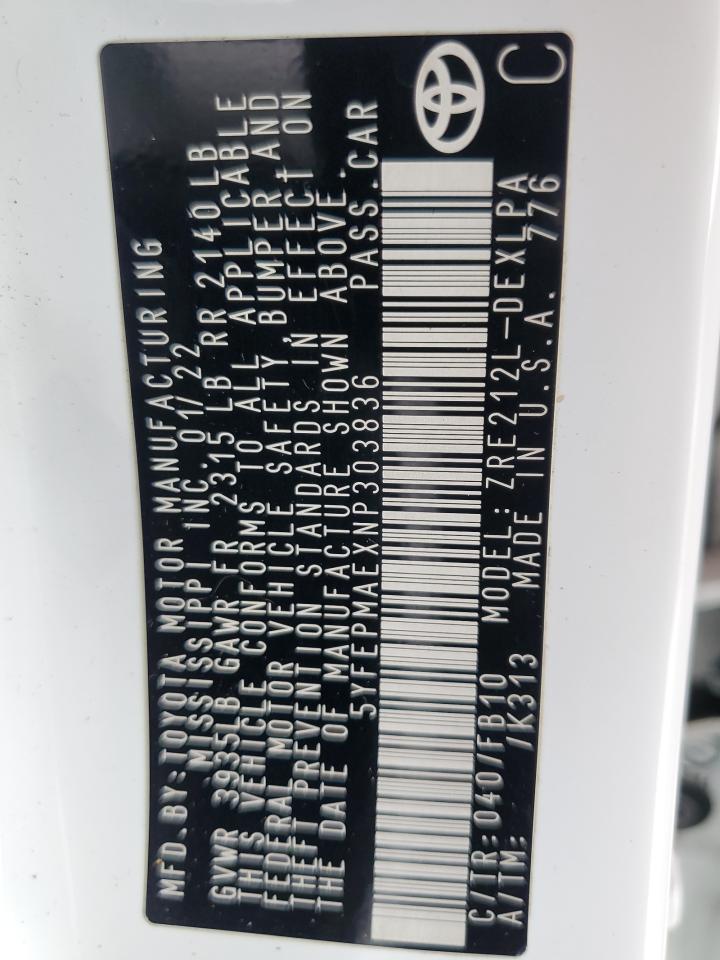 MFD.BY:TOYOTA MOTOR MANUFACTURING
MISSISSIPPI INC. 01/22
GVWR 3935LB GAWR FR 2315 LB RR 2140LB
THIS VEHICLE CONFORMS TO ALL APPLICABLE
FEDERAL MOTOR VEHICLE SAFETY, BUMPER AND
THEFT PREVENTION STANDARDS IN EFFECT ON
THE DATE OF MANUFACTURE SHOWN ABOVE.
5YFEPMAEXNP303836 PASS.CAR
C/TR: 040/FB10 MODEL: ZRE212L-DEXLPA
A/TM: /K313 MADE IN U.S.A. 776
C